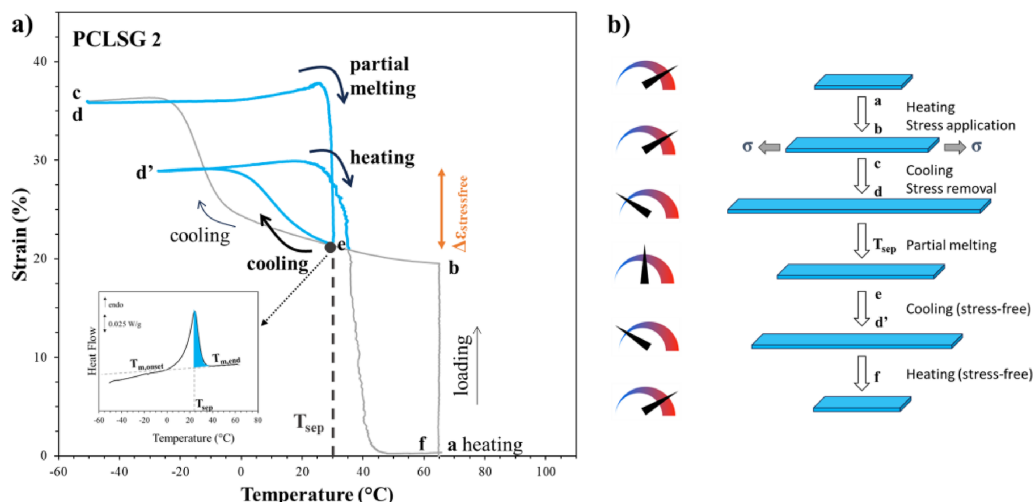 a)
PCLSG 2
Strain (%)
40
30
20
10
0
-60
-40
-20
0
20
40
60
80
100
Temperature (°C)
c
d
d'
e
b
f
a heating
partial
melting
heating
cooling
cooling
Δεstressfree
loading
Tsep
endo
0.025 W/g
Heat Flow
Tm,onset
Tm,end
Tsep
-60
-40
-20
0
20
40
60
80
Temperature (°C)
b)
a
Heating
b
Stress application
σ
σ
c
Cooling
d
Stress removal
Tsep
Partial melting
e
Cooling (stress-free)
d'
f
Heating (stress-free)